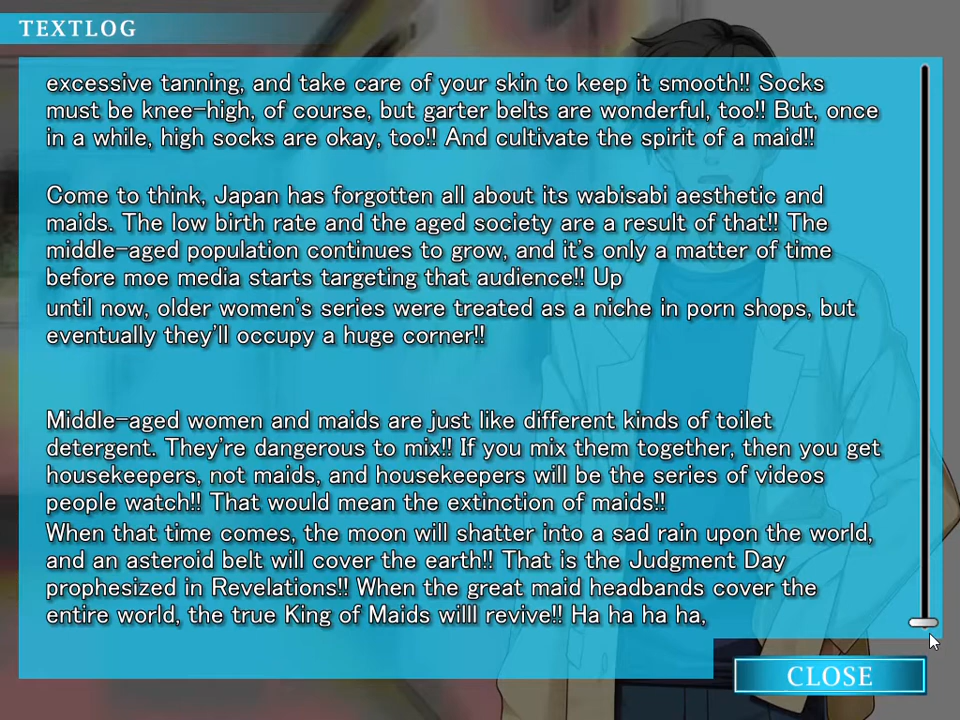 TEXTLOG
excessive tanning, and take care of your skin to keep it smooth!! Socks
must be knee-high, of course, but garter belts are wonderful, too!! But, once
in a while, high socks are okay, too!! And cultivate the spirit of a maid!!
Come to think, Japan has forgotten all about its wabisabi aesthetic and
maids. The low birth rate and the aged society are a result of that!! The
middle-aged population continues to grow, and it's only a matter of time
before moe media starts targeting that audience!! Up
until now, older women's series were treated as a niche in porn shops, but
eventually they'll occupy a huge corner!!
Middle-aged women and maids are just like different kinds of toilet
detergent. They're dangerous to mix!! If you mix them together, then you get
housekeepers, not maids, and housekeepers will be the series of videos
people watch!! That would mean the extinction of maids!!
When that time comes, the moon will shatter into a sad rain upon the world,
and an asteroid belt will cover the earth!! That is the Judgment Day
prophesized in Revelations!! When the great maid headbands cover the
entire world, the true King of Maids willl revive!! Ha ha ha ha,
CLOSE